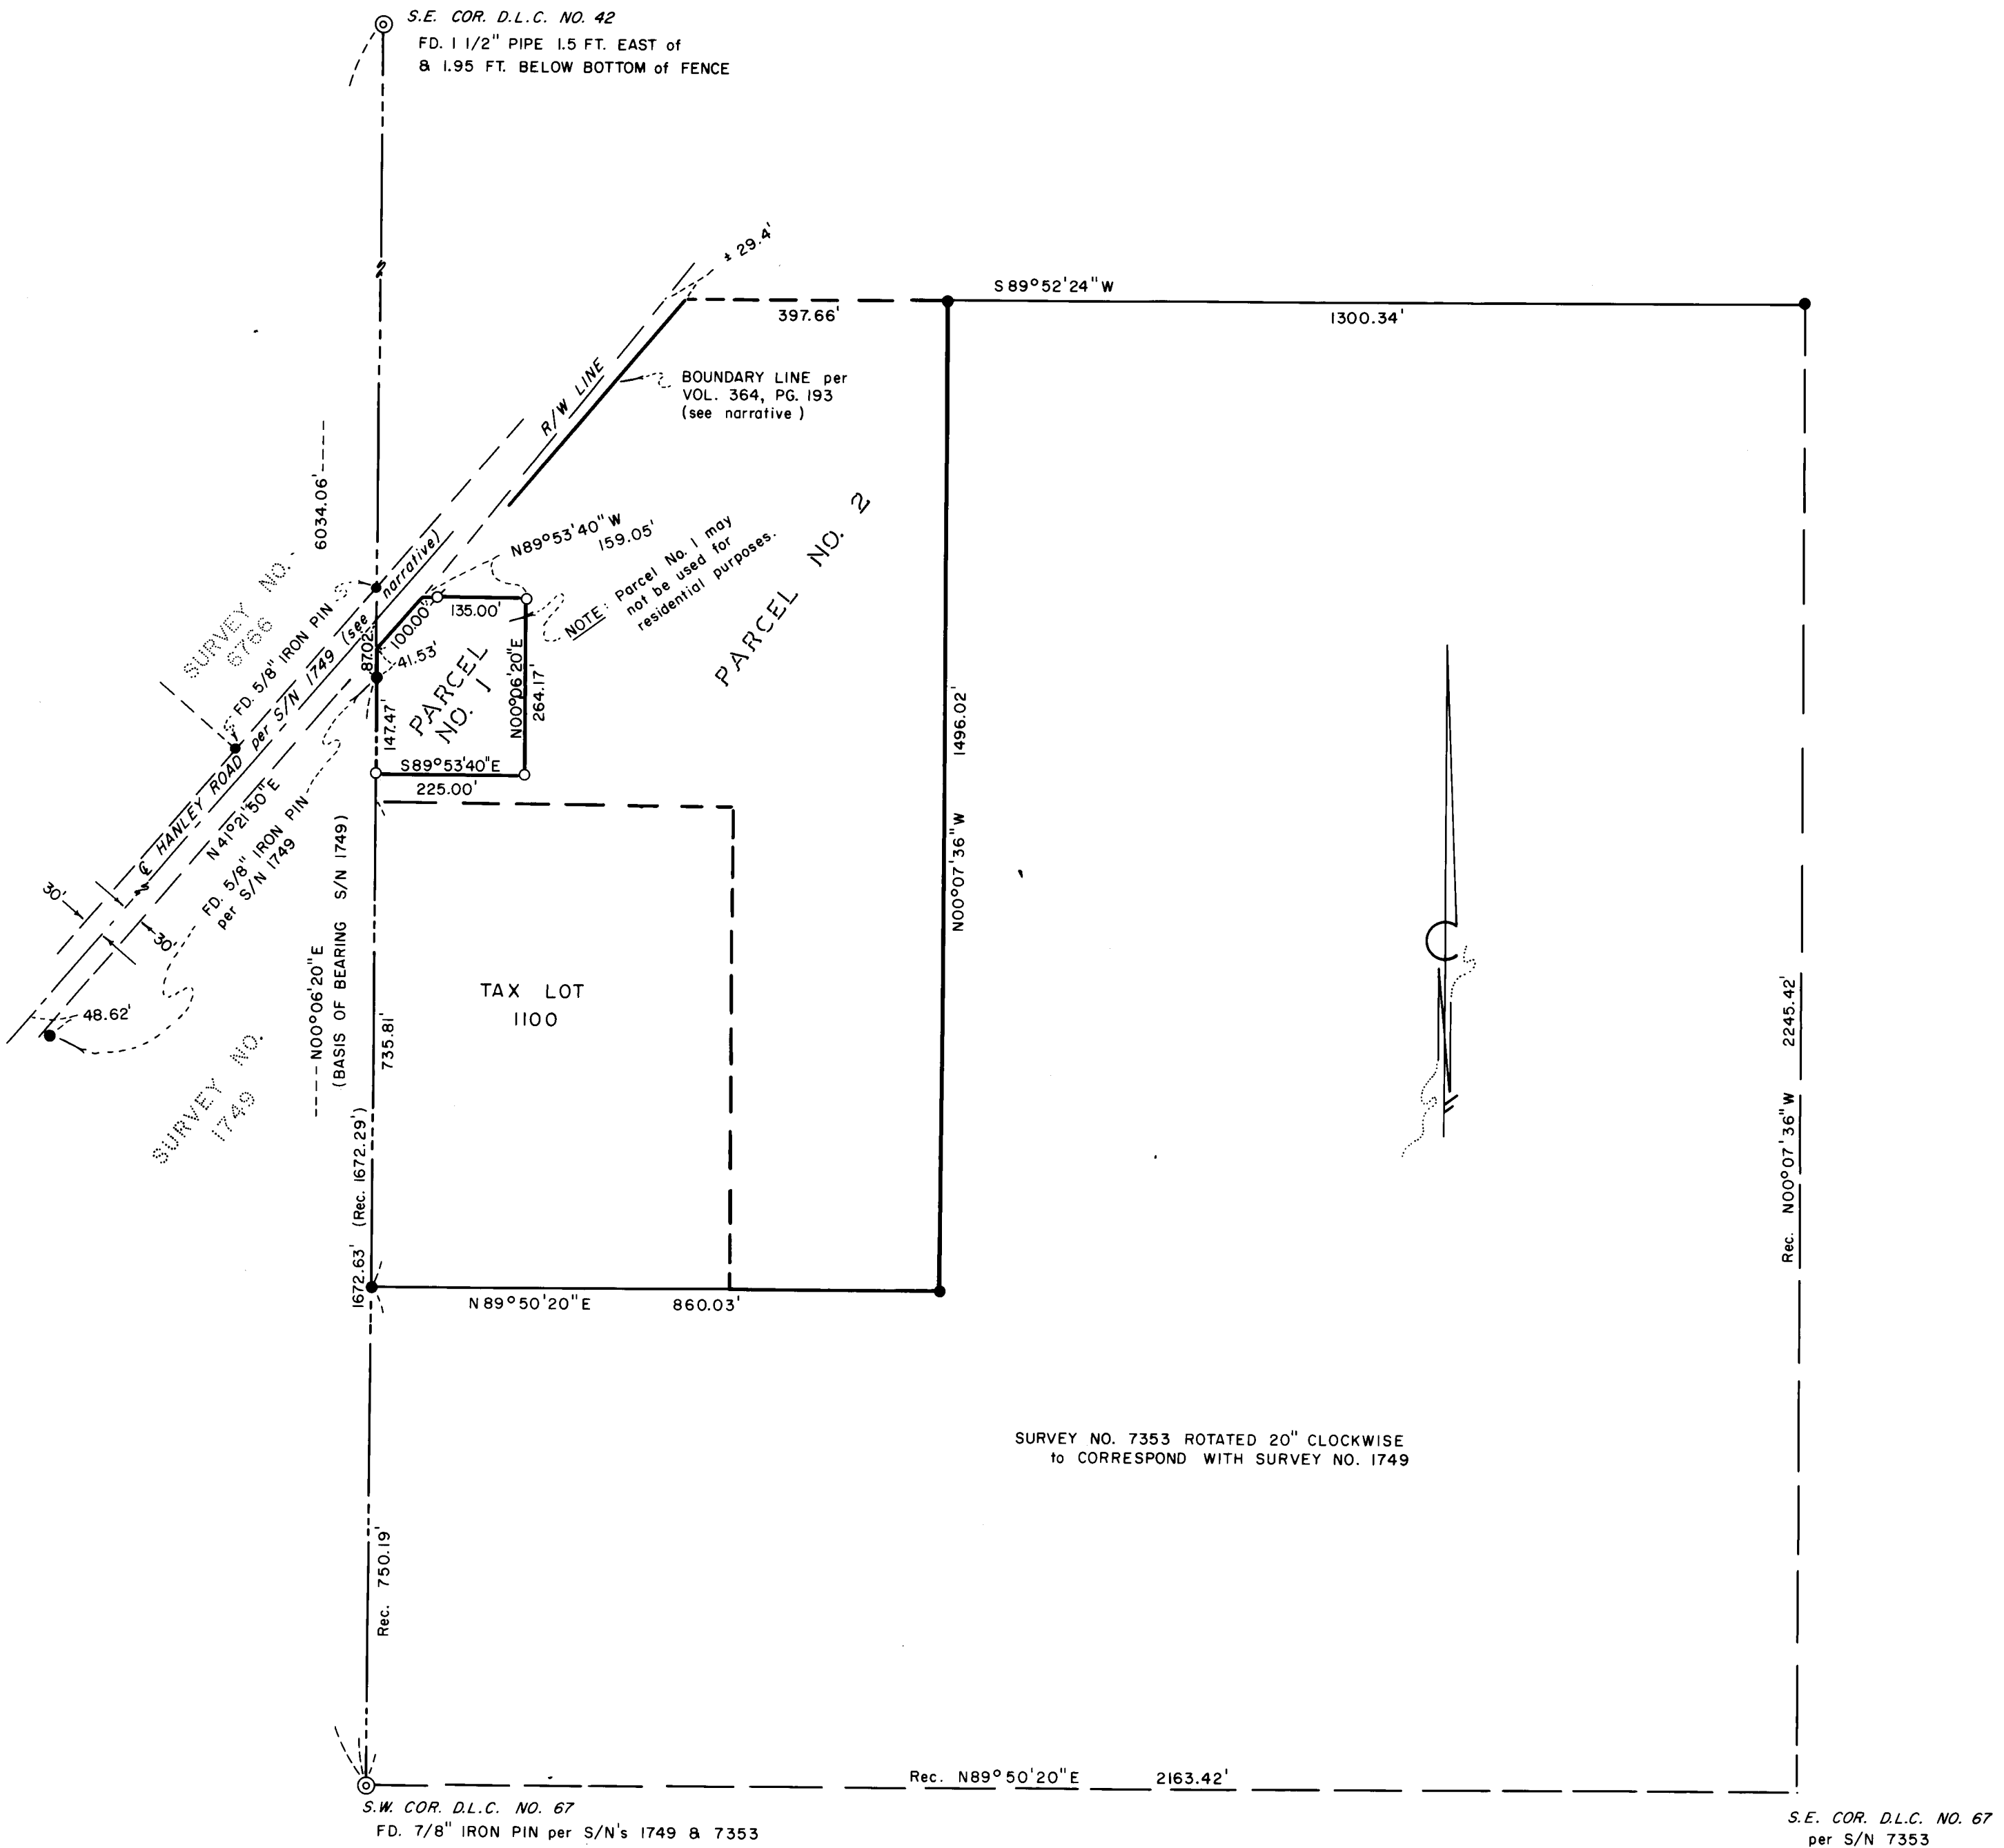 S.E. COR. D.L.C. NO. 42
FD. 1 1/2" PIPE 1.5 FT. EAST of
& 1.95 FT. BELOW BOTTOM of FENCE
± 29.4'
S 89°52'24" W
397.66'
1300.34'
R/W LINE
BOUNDARY LINE per
VOL. 364, PG. 193
(see narrative )
6034.06'
N89°53'40" W
159.05'
NOTE: Parcel No. 1 may
not be used for
residential purposes.
PARCEL NO. 2
SURVEY NO.
6766
FD. 5/8" IRON PIN
135.00'
100.00'
87.02'
41.53'
PARCEL
NO. 1
N00°06'20"E
264.17'
147.47'
S89°53'40"E
225.00'
℄ HANLEY ROAD per S/N 1749 (see narrative)
N 41°21'50" E
FD. 5/8" IRON PIN
per S/N 1749
30'
30'
48.62'
SURVEY NO.
1749
N00°06'20" E
(BASIS OF BEARING S/N 1749)
735.81'
TAX LOT
1100
1496.02'
N00°07'36" W
N
2245.42'
Rec. N00°07'36" W
1672.63' (Rec. 1672.29')
N 89°50'20" E 860.03'
SURVEY NO. 7353 ROTATED 20" CLOCKWISE
to CORRESPOND WITH SURVEY NO. 1749
Rec. 750.19'
Rec. N89°50'20"E 2163.42'
S.W. COR. D.L.C. NO. 67
FD. 7/8" IRON PIN per S/N's 1749 & 7353
S.E. COR. D.L.C. NO. 67
per S/N 7353